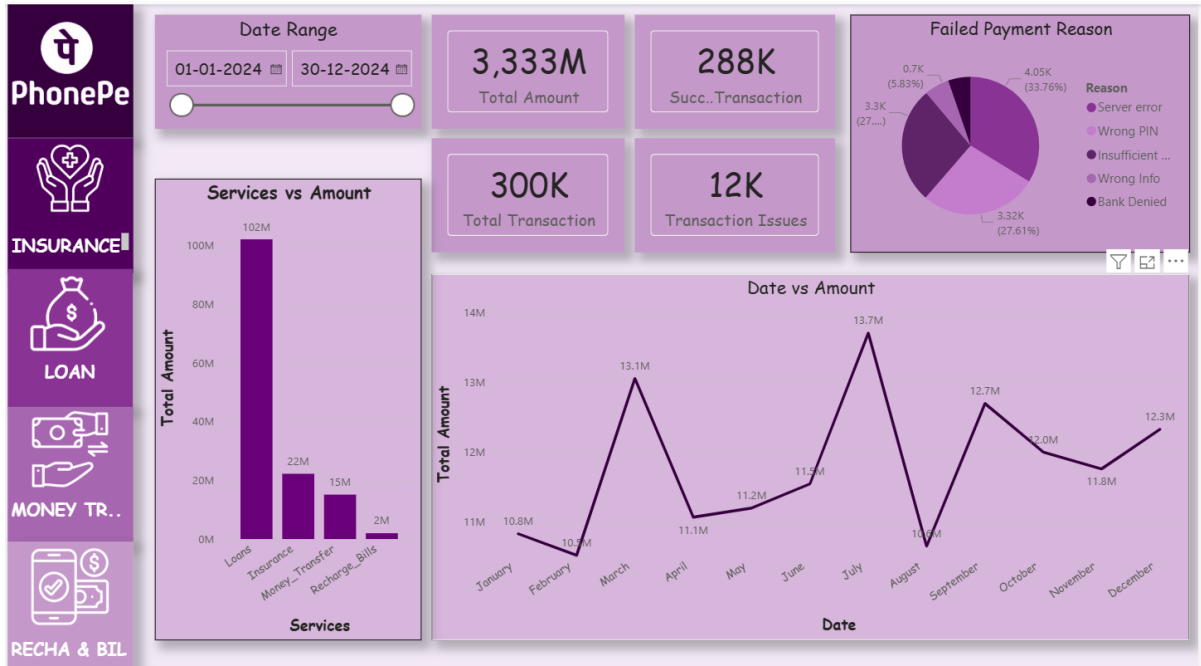 पे
PhonePe
INSURANCE
LOAN
MONEY TR..
RECHA & BIL
Date Range
01-01-2024
30-12-2024
3,333M
Total Amount
288K
Succ..Transaction
300K
Total Transaction
12K
Transaction Issues
Failed Payment Reason
0.7K
(5.83%)
4.05K
(33.76%)
3.3K
(27....)
3.32K
(27.61%)
Reason
Server error
Wrong PIN
Insufficient ...
Wrong Info
Bank Denied
Services vs Amount
Total Amount
100M
80M
60M
40M
20M
0M
102M
22M
15M
2M
Loans
Insurance
Money_Transfer
Recharge_Bills
Services
Date vs Amount
Total Amount
14M
13M
12M
11M
10.8M
10.5M
13.1M
11.1M
11.2M
11.5M
13.7M
10.6M
12.7M
12.0M
11.8M
12.3M
January
February
March
April
May
June
July
August
September
October
November
December
Date